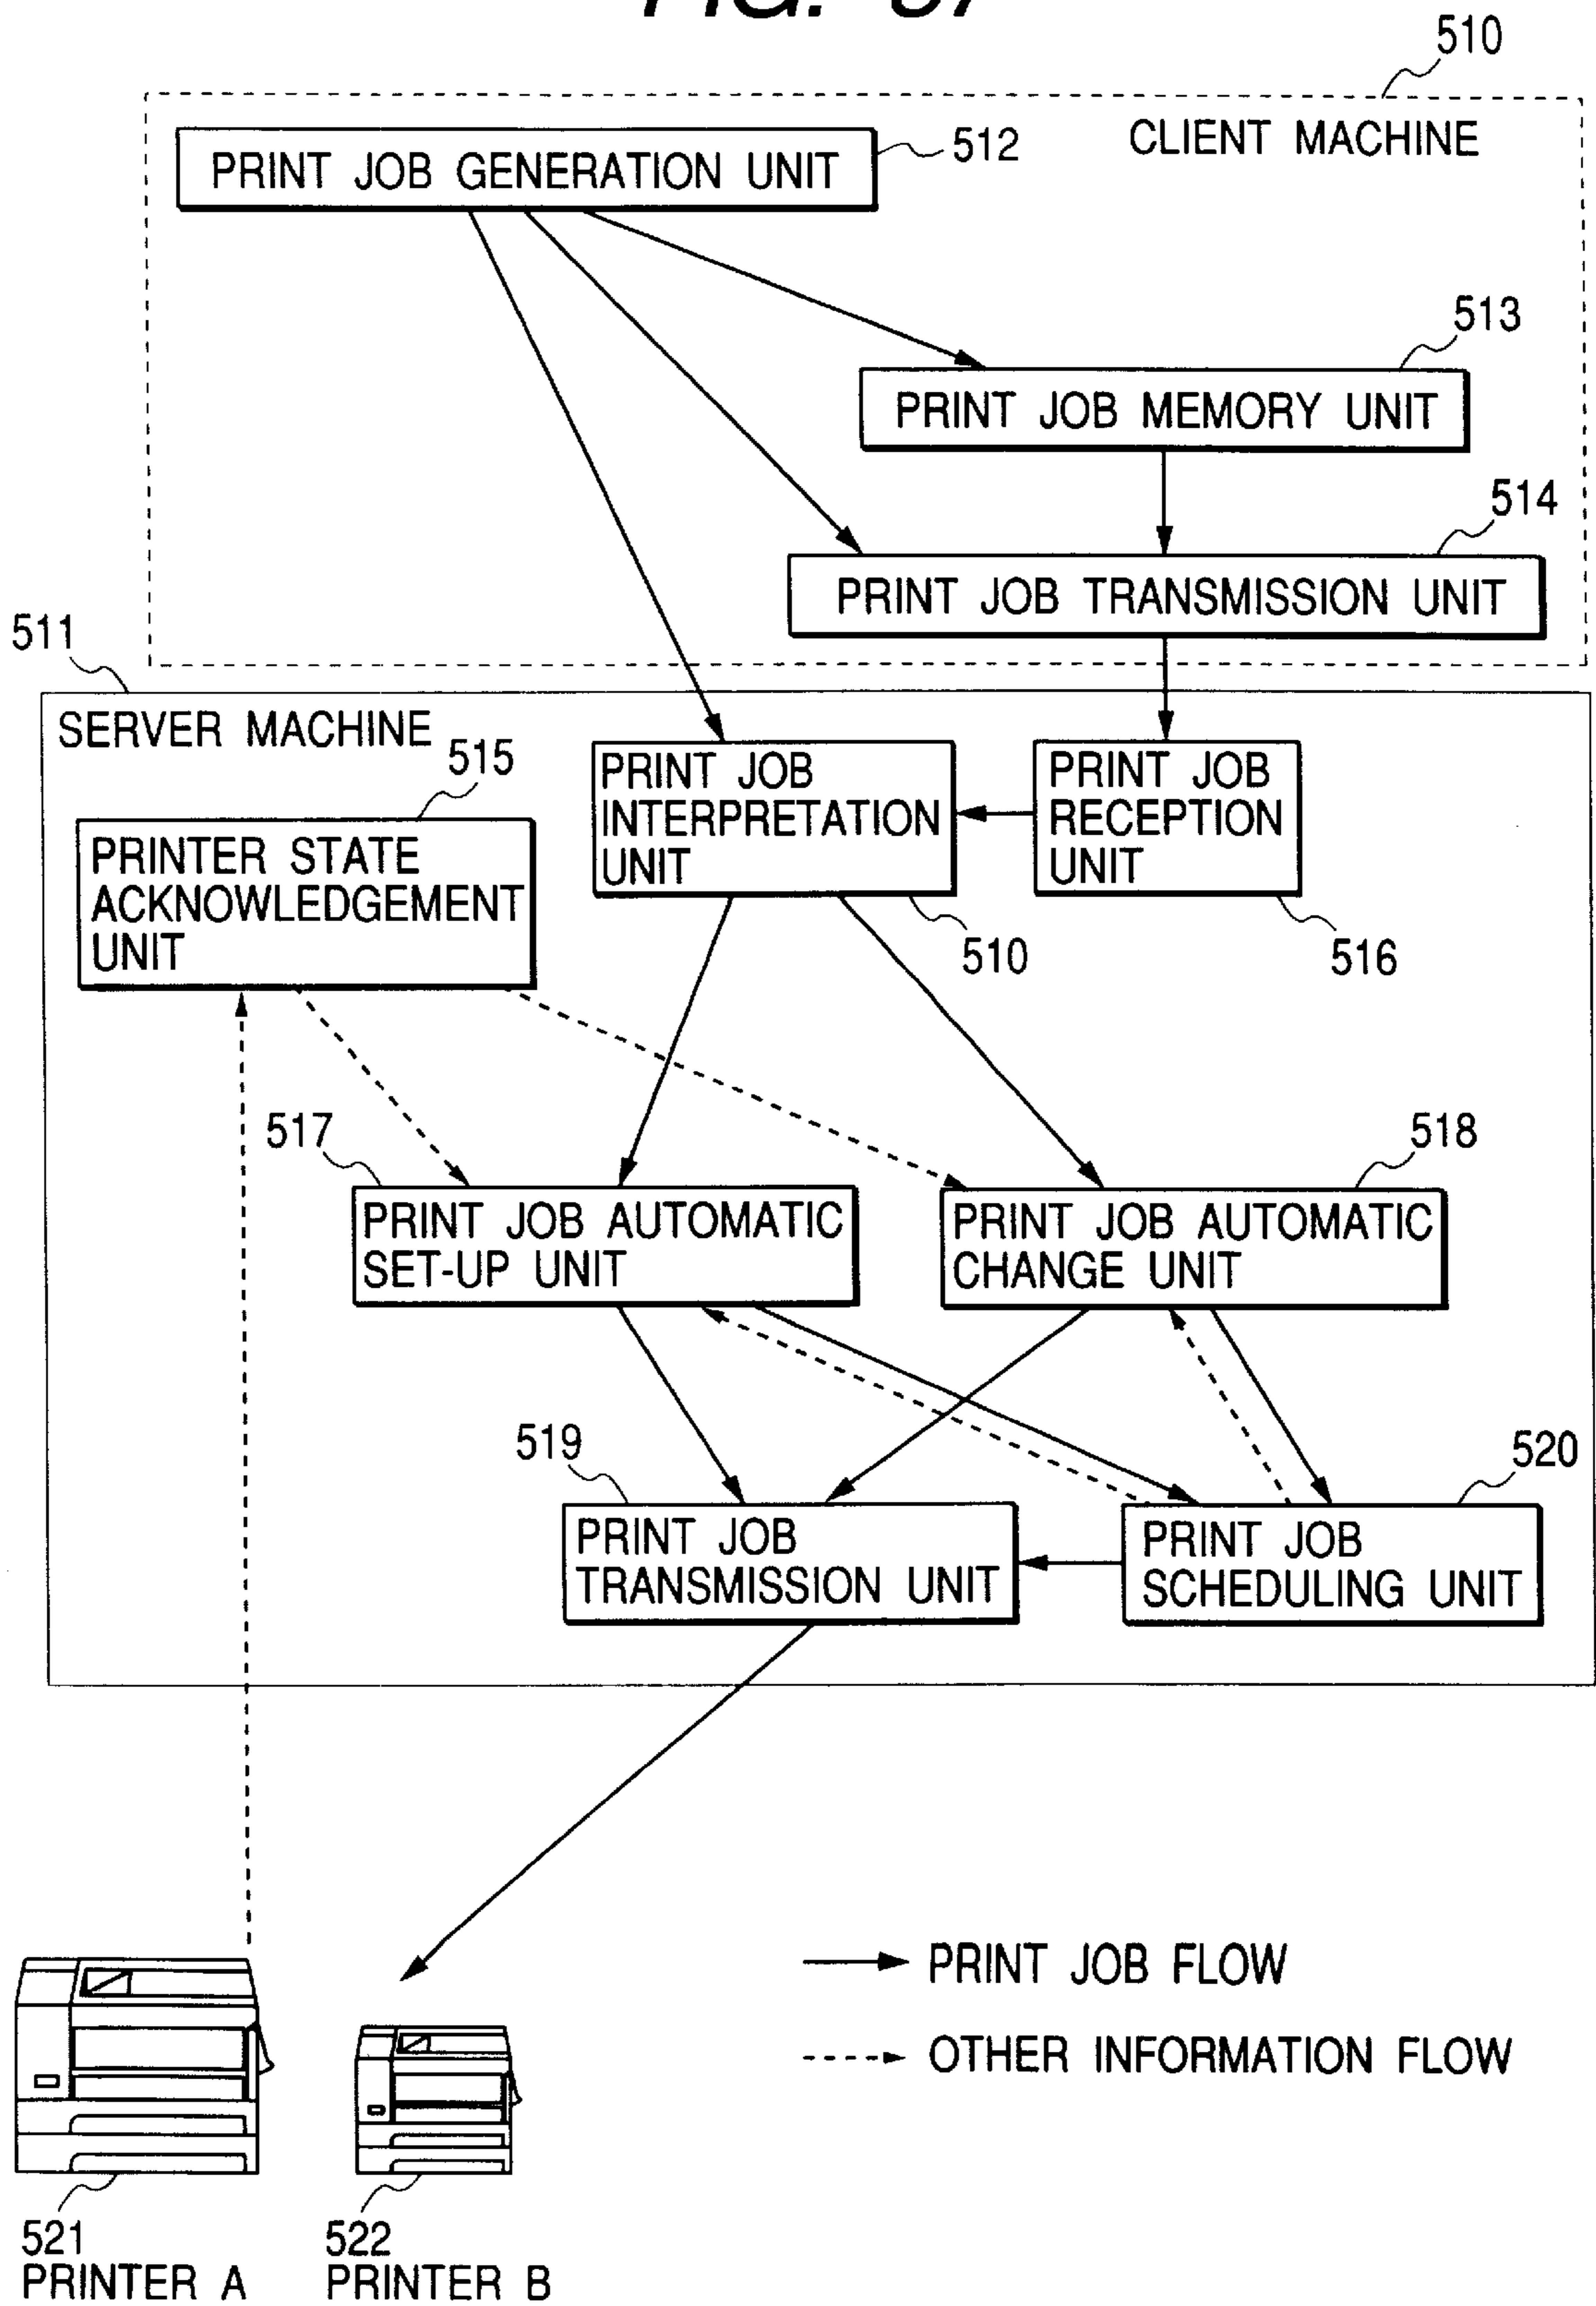 510
CLIENT MACHINE
PRINT JOB GENERATION UNIT
512
513
PRINT JOB MEMORY UNIT
514
PRINT JOB TRANSMISSION UNIT
511
SERVER MACHINE
515
PRINTER STATE
ACKNOWLEDGEMENT
UNIT
PRINT JOB
INTERPRETATION
UNIT
510
PRINT JOB
RECEPTION
UNIT
516
517
PRINT JOB AUTOMATIC
SET-UP UNIT
518
PRINT JOB AUTOMATIC
CHANGE UNIT
519
PRINT JOB
TRANSMISSION UNIT
520
PRINT JOB
SCHEDULING UNIT
PRINT JOB FLOW
OTHER INFORMATION FLOW
521
PRINTER A
522
PRINTER B